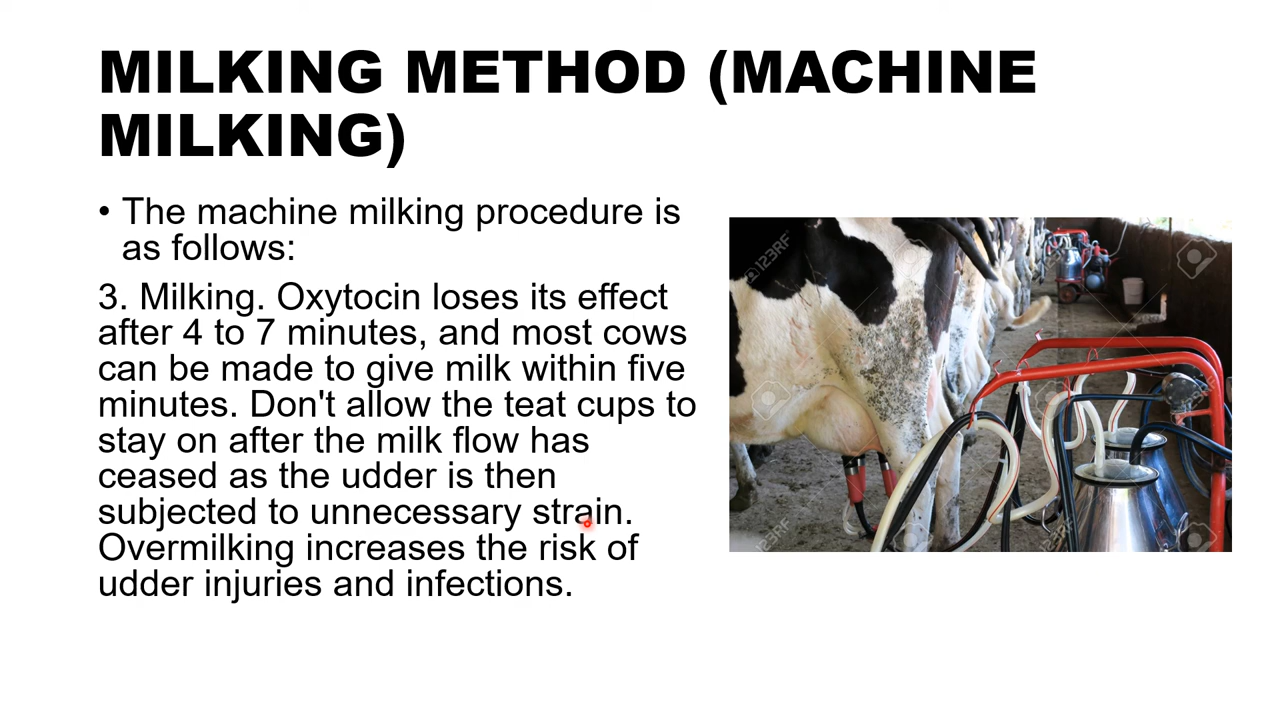 MILKING METHOD (MACHINE
MILKING)
• The machine milking procedure is
as follows:
3. Milking. Oxytocin loses its effect
after 4 to 7 minutes, and most cows
can be made to give milk within five
minutes. Don't allow the teat cups to
stay on after the milk flow has
ceased as the udder is then
subjected to unnecessary strain.
Overmilking increases the risk of
udder injuries and infections.
123RF
123RF
123RF